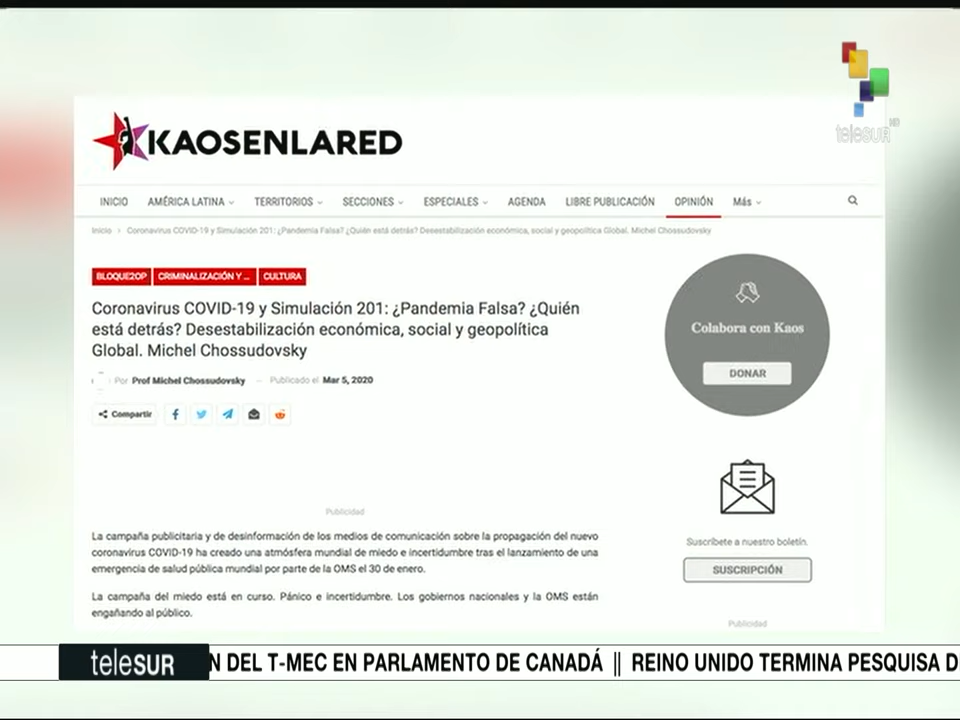 teleSUR
HD
KAOSENLARED
INICIO AMÉRICA LATINA TERRITORIOS SECCIONES ESPECIALES AGENDA LIBRE PUBLICACIÓN OPINIÓN Más
Inicio › Coronavirus COVID-19 y Simulación 201: ¿Pandemia Falsa? ¿Quién está detrás? Desestabilización económica, social y geopolítica Global. Michel Chossudovsky
BLOQUE2OP CRIMINALIZACIÓN Y ... CULTURA
Coronavirus COVID-19 y Simulación 201: ¿Pandemia Falsa? ¿Quién
está detrás? Desestabilización económica, social y geopolítica
Global. Michel Chossudovsky
Por Prof Michel Chossudovsky — Publicado el Mar 5, 2020
Compartir
Colabora con Kaos
DONAR
Publicidad
La campaña publicitaria y de desinformación de los medios de comunicación sobre la propagación del nuevo
coronavirus COVID-19 ha creado una atmósfera mundial de miedo e incertidumbre tras el lanzamiento de una
emergencia de salud pública mundial por parte de la OMS el 30 de enero.
La campaña del miedo está en curso. Pánico e incertidumbre. Los gobiernos nacionales y la OMS están
engañando al público.
Suscríbete a nuestro boletín.
SUSCRIPCIÓN
Publicidad
teleSUR
N DEL T-MEC EN PARLAMENTO DE CANADÁ || REINO UNIDO TERMINA PESQUISA D